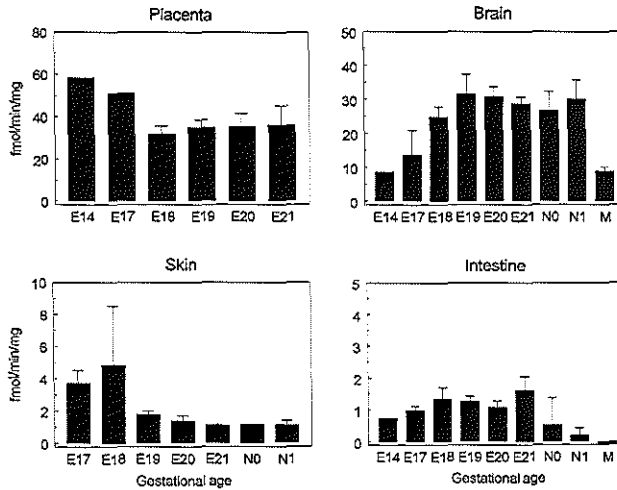 Placenta
Brain
80
60
40
20
0
fmol/min/mg
E14 E17 E18 E19 E20 E21
50
40
30
20
10
0
E14 E17 E18 E19 E20 E21 N0 N1 M
Skin
Intestine
10
8
6
4
2
0
fmol/min/mg
E17 E18 E19 E20 E21 N0 N1
Gestational age
5
4
3
2
1
0
E14 E17 E18 E19 E20 E21 N0 N1 M
Gestational age